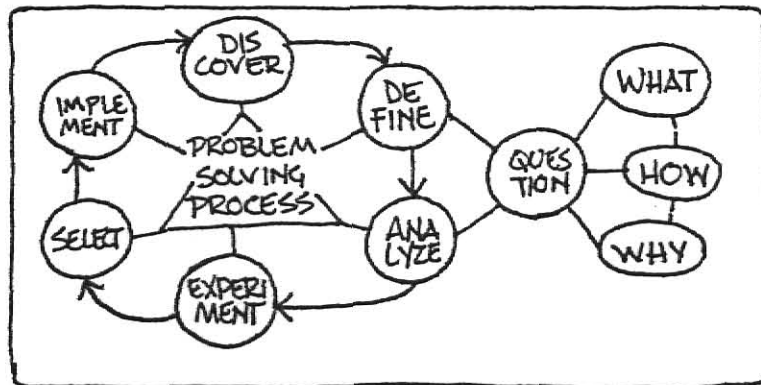 DIS
COVER
DE
FINE
ANA
LYZE
EXPERI
MENT
SELECT
IMPLE
MENT
PROBLEM
SOLVING
PROCESS
QUES
TION
WHAT
HOW
WHY